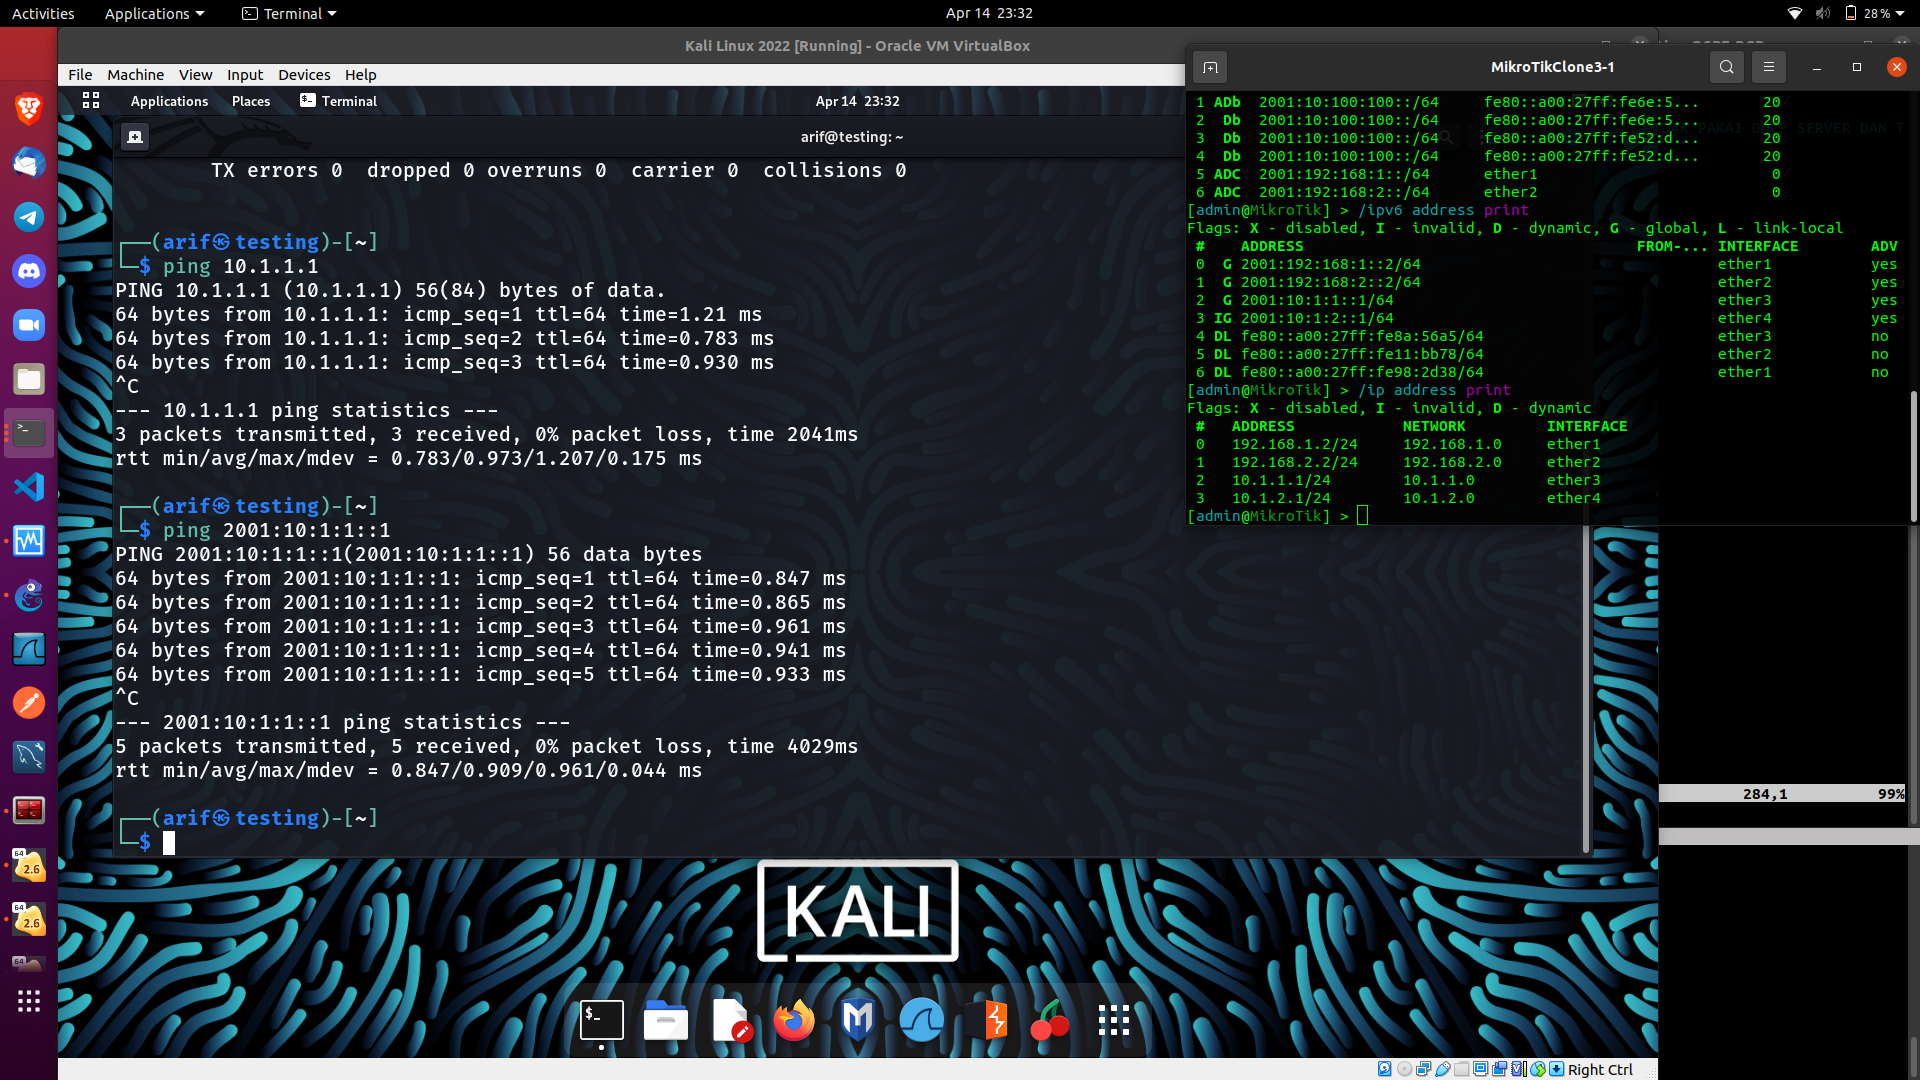 Activities Applications Terminal Apr 14 23:32 28%
Kali Linux 2022 [Running] - Oracle VM VirtualBox
File Machine View Input Devices Help
Applications Places Terminal Apr 14 23:32
arif@testing: ~
TX errors 0  dropped 0 overruns 0  carrier 0  collisions 0
┌──(arif㉿testing)-[~]
└─$ ping 10.1.1.1
PING 10.1.1.1 (10.1.1.1) 56(84) bytes of data.
64 bytes from 10.1.1.1: icmp_seq=1 ttl=64 time=1.21 ms
64 bytes from 10.1.1.1: icmp_seq=2 ttl=64 time=0.783 ms
64 bytes from 10.1.1.1: icmp_seq=3 ttl=64 time=0.930 ms
^C
--- 10.1.1.1 ping statistics ---
3 packets transmitted, 3 received, 0% packet loss, time 2041ms
rtt min/avg/max/mdev = 0.783/0.973/1.207/0.175 ms
┌──(arif㉿testing)-[~]
└─$ ping 2001:10:1:1::1
PING 2001:10:1:1::1(2001:10:1:1::1) 56 data bytes
64 bytes from 2001:10:1:1::1: icmp_seq=1 ttl=64 time=0.847 ms
64 bytes from 2001:10:1:1::1: icmp_seq=2 ttl=64 time=0.865 ms
64 bytes from 2001:10:1:1::1: icmp_seq=3 ttl=64 time=0.961 ms
64 bytes from 2001:10:1:1::1: icmp_seq=4 ttl=64 time=0.941 ms
64 bytes from 2001:10:1:1::1: icmp_seq=5 ttl=64 time=0.933 ms
^C
--- 2001:10:1:1::1 ping statistics ---
5 packets transmitted, 5 received, 0% packet loss, time 4029ms
rtt min/avg/max/mdev = 0.847/0.909/0.961/0.044 ms
┌──(arif㉿testing)-[~]
└─$
MikroTikClone3-1
1 ADb  2001:10:100:100::/64     fe80::a00:27ff:fe6e:5...       20
2  Db  2001:10:100:100::/64     fe80::a00:27ff:fe6e:5...       20
3  Db  2001:10:100:100::/64     fe80::a00:27ff:fe52:d...       20
4  Db  2001:10:100:100::/64     fe80::a00:27ff:fe52:d...       20
5 ADC  2001:192:168:1::/64      ether1                          0
6 ADC  2001:192:168:2::/64      ether2                          0
[admin@MikroTik] > /ipv6 address print
Flags: X - disabled, I - invalid, D - dynamic, G - global, L - link-local
#    ADDRESS                                     FROM-... INTERFACE        ADV
0  G 2001:192:168:1::2/64                                 ether1           yes
1  G 2001:192:168:2::2/64                                 ether2           yes
2  G 2001:10:1:1::1/64                                    ether3           yes
3 IG 2001:10:1:2::1/64                                    ether4           yes
4 DL fe80::a00:27ff:fe8a:56a5/64                          ether3           no
5 DL fe80::a00:27ff:fe11:bb78/64                          ether2           no
6 DL fe80::a00:27ff:fe98:2d38/64                          ether1           no
[admin@MikroTik] > /ip address print
Flags: X - disabled, I - invalid, D - dynamic
#   ADDRESS            NETWORK         INTERFACE
0   192.168.1.2/24     192.168.1.0     ether1
1   192.168.2.2/24     192.168.2.0     ether2
2   10.1.1.1/24        10.1.1.0        ether3
3   10.1.2.1/24        10.1.2.0        ether4
[admin@MikroTik] >
PAKAI SERVER DAN T
284,1 99%
KALI
64 2.6
64 2.6
64
Right Ctrl